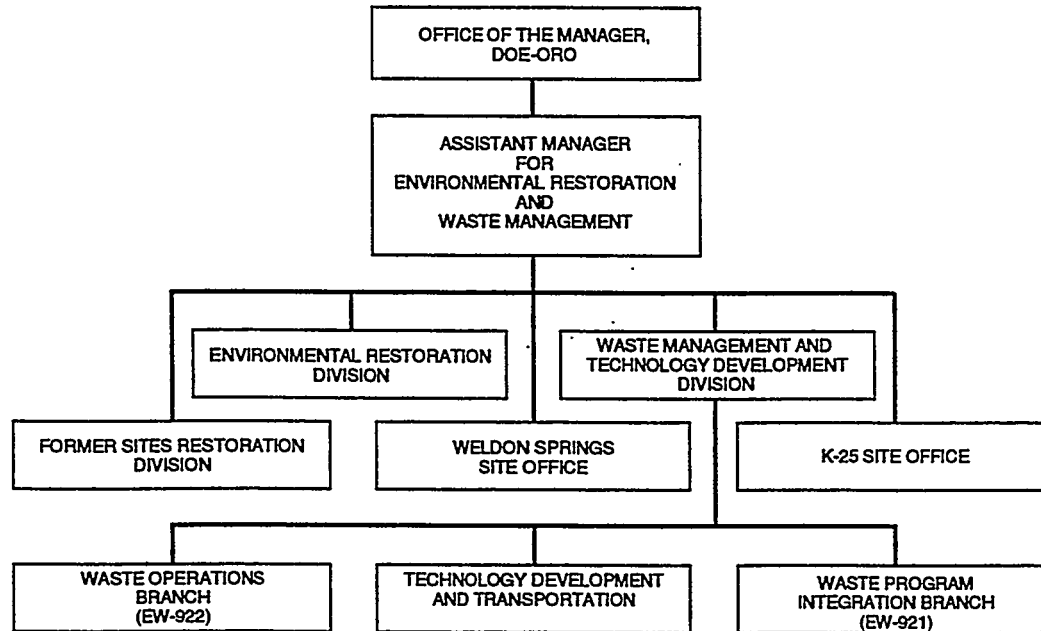 OFFICE OF THE MANAGER,
DOE-ORO
ASSISTANT MANAGER
FOR
ENVIRONMENTAL RESTORATION
AND
WASTE MANAGEMENT
ENVIRONMENTAL RESTORATION
DIVISION
WASTE MANAGEMENT AND
TECHNOLOGY DEVELOPMENT
DIVISION
FORMER SITES RESTORATION
DIVISION
WELDON SPRINGS
SITE OFFICE
K-25 SITE OFFICE
WASTE OPERATIONS
BRANCH
(EW-922)
TECHNOLOGY DEVELOPMENT
AND TRANSPORTATION
WASTE PROGRAM
INTEGRATION BRANCH
(EW-921)